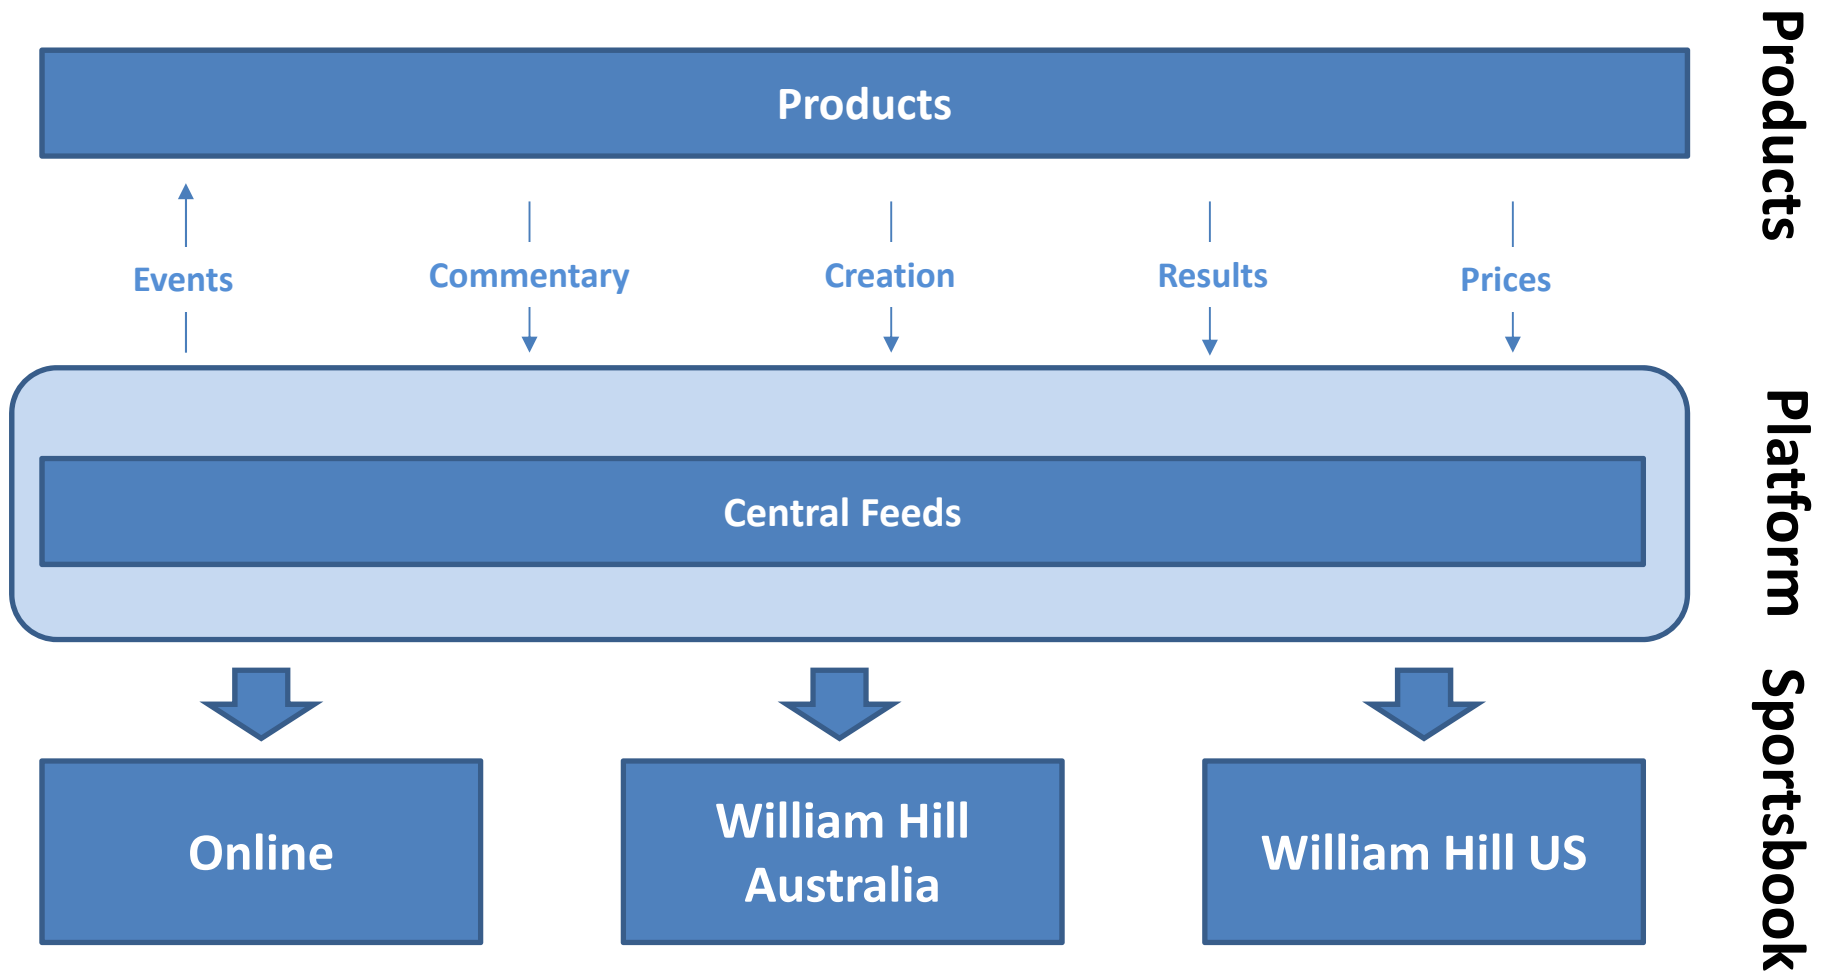 Products
Products
Events
Commentary
Creation
Results
Prices
Platform
Central Feeds
Sportsbook
Online
William Hill
Australia
William Hill US